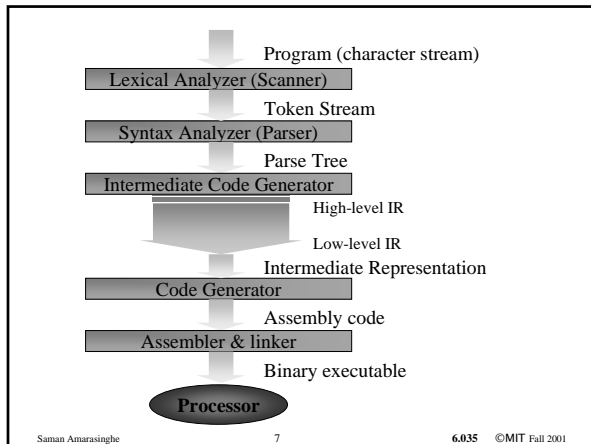 Program (character stream)
Lexical Analyzer (Scanner)
Token Stream
Syntax Analyzer (Parser)
Parse Tree
Intermediate Code Generator
High-level IR
Low-level IR
Intermediate Representation
Code Generator
Assembly code
Assembler & linker
Binary executable
Processor
Saman Amarasinghe 7 6.035 ©MIT Fall 2001